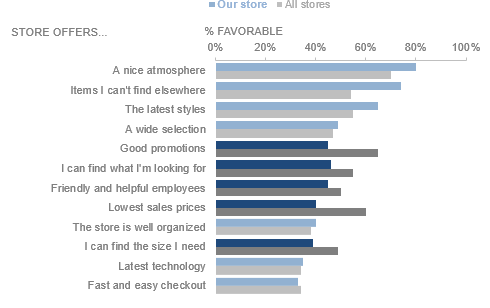 Our store All stores
STORE OFFERS... % FAVORABLE
0% 20% 40% 60% 80% 100%
A nice atmosphere
Items I can't find elsewhere
The latest styles
A wide selection
Good promotions
I can find what I'm looking for
Friendly and helpful employees
Lowest sales prices
The store is well organized
I can find the size I need
Latest technology
Fast and easy checkout